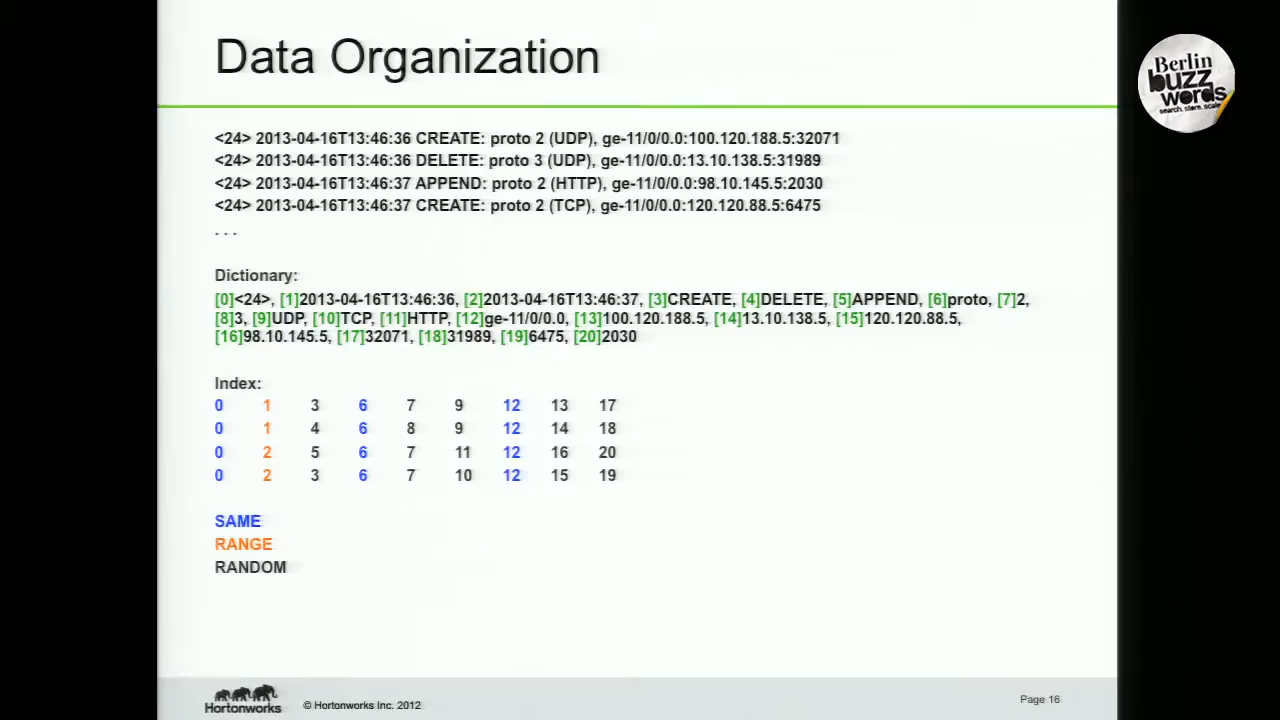 Data Organization
Berlin
buzz
words
search. store. scale.
<24> 2013-04-16T13:46:36 CREATE: proto 2 (UDP), ge-11/0/0.0:100.120.188.5:32071
<24> 2013-04-16T13:46:36 DELETE: proto 3 (UDP), ge-11/0/0.0:13.10.138.5:31989
<24> 2013-04-16T13:46:37 APPEND: proto 2 (HTTP), ge-11/0/0.0:98.10.145.5:2030
<24> 2013-04-16T13:46:37 CREATE: proto 2 (TCP), ge-11/0/0.0:120.120.88.5:6475
. . .
Dictionary:
[0]<24>, [1]2013-04-16T13:46:36, [2]2013-04-16T13:46:37, [3]CREATE, [4]DELETE, [5]APPEND, [6]proto, [7]2,
[8]3, [9]UDP, [10]TCP, [11]HTTP, [12]ge-11/0/0.0, [13]100.120.188.5, [14]13.10.138.5, [15]120.120.88.5,
[16]98.10.145.5, [17]32071, [18]31989, [19]6475, [20]2030
Index:
0 1 3 6 7 9 12 13 17
0 1 4 6 8 9 12 14 18
0 2 5 6 7 11 12 16 20
0 2 3 6 7 10 12 15 19
SAME
RANGE
RANDOM
Hortonworks
© Hortonworks Inc. 2012
Page 16